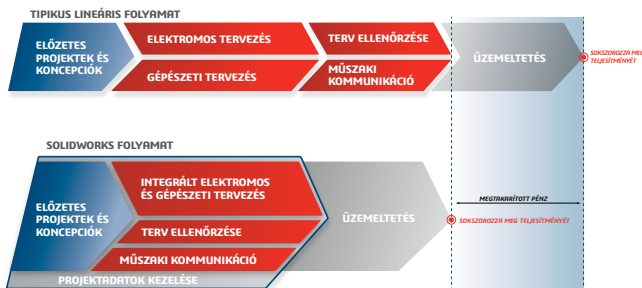 TIPIKUS LINEÁRIS FOLYAMAT
ELŐZETES
PROJEKTEK ÉS
KONCEPCIÓK
ELEKTROMOS TERVEZÉS
GÉPÉSZETI TERVEZÉS
TERV ELLENŐRZÉSE
MŰSZAKI
KOMMUNIKÁCIÓ
ÜZEMELTETÉS
SOKSZOROZZA MEG
TELJESÍTMÉNYÉT
SOLIDWORKS FOLYAMAT
ELŐZETES
PROJEKTEK ÉS
KONCEPCIÓK
INTEGRÁLT ELEKTROMOS
ÉS GÉPÉSZETI TERVEZÉS
TERV ELLENŐRZÉSE
MŰSZAKI KOMMUNIKÁCIÓ
PROJEKTADATOK KEZELÉSE
ÜZEMELTETÉS
MEGTAKARÍTOTT PÉNZ
SOKSZOROZZA MEG TELJESÍTMÉNYÉT